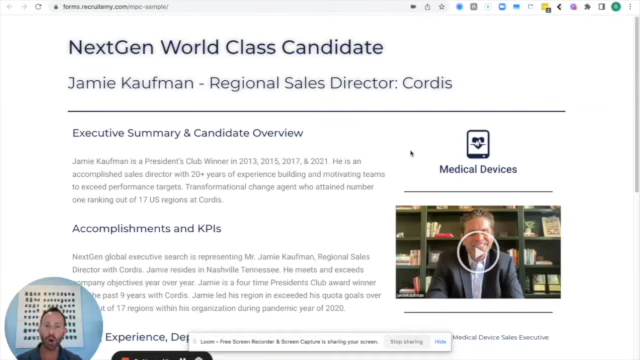 forms.recruitemy.com/mpc-sample/
NextGen World Class Candidate
Jamie Kaufman - Regional Sales Director: Cordis
Executive Summary & Candidate Overview
Jamie Kaufman is a President's Club Winner in 2013, 2015, 2017, & 2021. He is an
accomplished sales director with 20+ years of experience building and motivating teams
to exceed performance targets. Transformational change agent who attained number
one ranking out of 17 US regions at Cordis.
Medical Devices
Accomplishments and KPIs
NextGen global executive search is representing Mr. Jamie Kaufman, Regional Sales
Director with Cordis. Jamie resides in Nashville Tennessee. He meets and exceeds
company objectives year over year. Jamie is a four time Presidents Club award winner
the past 9 years with Cordis. Jamie led his region in exceeded his quota goals over
out of 17 regions within his organization during pandemic year of 2020.
Experience,
Loom – Free Screen Recorder & Screen Capture is sharing your screen.
Stop sharing
Hide
Medical Device Sales Executive